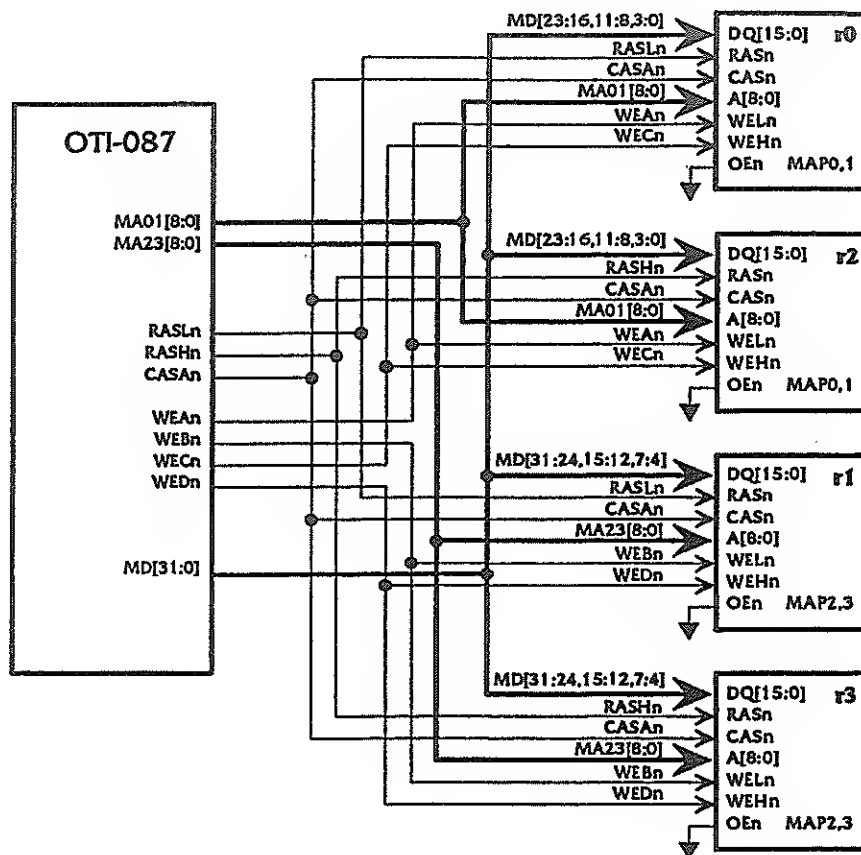 OTI-087
MA01[8:0]
MA23[8:0]
RASLn
RASHn
CASAn
WEAn
WEBn
WECn
WEDn
MD[31:0]
MD[23:16,11:8,3:0]
RASLn
CASAn
MA01[8:0]
WEAn
WECn
DQ[15:0] r0
RASn
CASn
A[8:0]
WELn
WEHn
OEn MAP0,1
MD[23:16,11:8,3:0]
RASHn
CASAn
MA01[8:0]
WEAn
WECn
DQ[15:0] r2
RASn
CASn
A[8:0]
WELn
WEHn
OEn MAP0,1
MD[31:24,15:12,7:4]
RASLn
CASAn
MA23[8:0]
WEBn
WEDn
DQ[15:0] r1
RASn
CASn
A[8:0]
WELn
WEHn
OEn MAP2,3
MD[31:24,15:12,7:4]
RASHn
CASAn
MA23[8:0]
WEBn
WEDn
DQ[15:0] r3
RASn
CASn
A[8:0]
WELn
WEHn
OEn MAP2,3